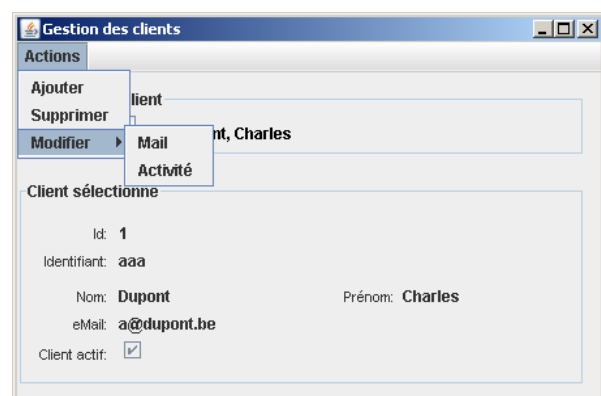 Gestion des clients
Actions
Ajouter
lient
Supprimer
nt, Charles
Modifier
Mail
Activité
Client sélectionné
Id: 1
Identifiant: aaa
Nom: Dupont Prénom: Charles
eMail: a@dupont.be
Client actif: